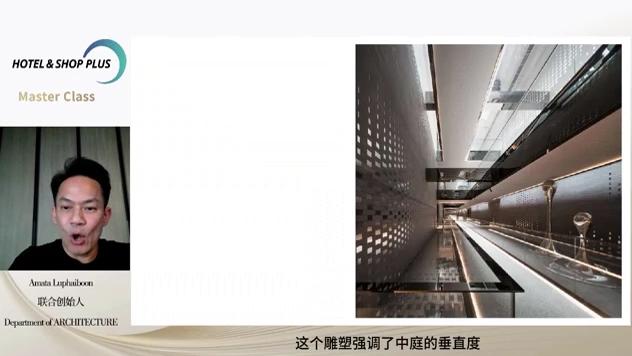 HOTEL & SHOP PLUS
Master Class
Amata Luphaiboon
联合创始人
Department of ARCHITECTURE
这个雕塑强调了中庭的垂直度